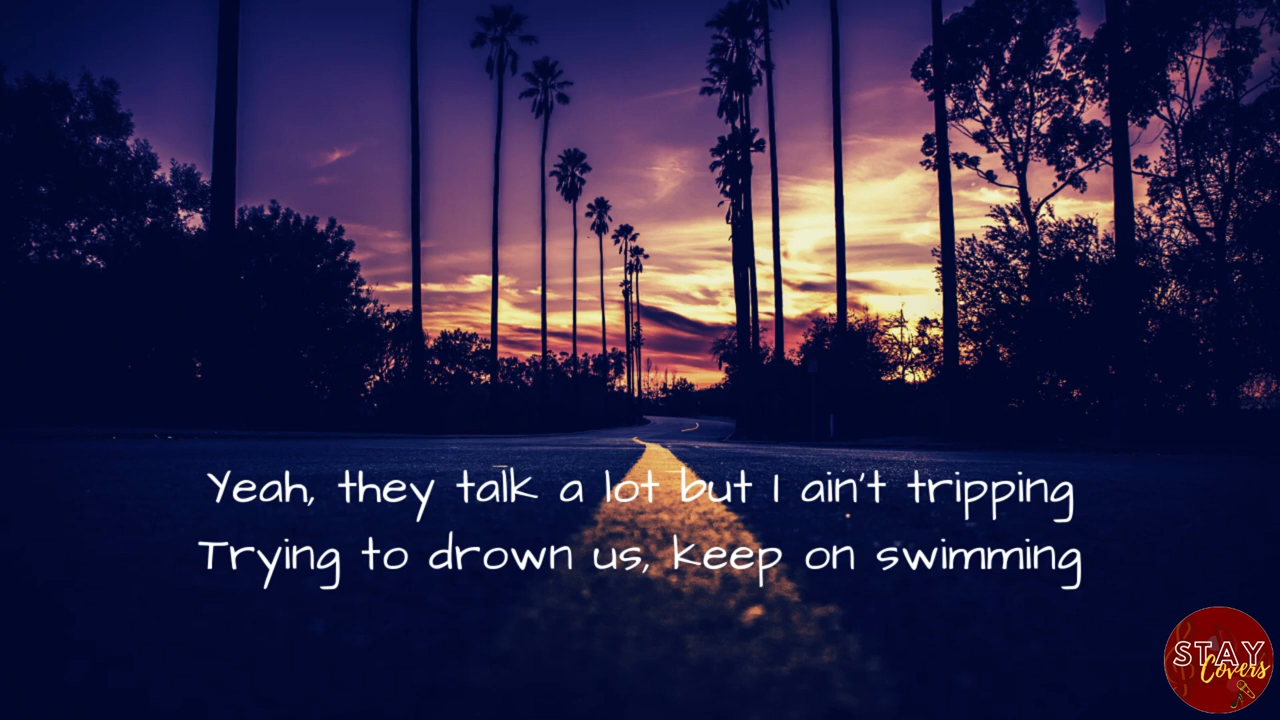 Yeah, they talk a lot but I ain't tripping
Trying to drown us, keep on swimming
STAY
Covers